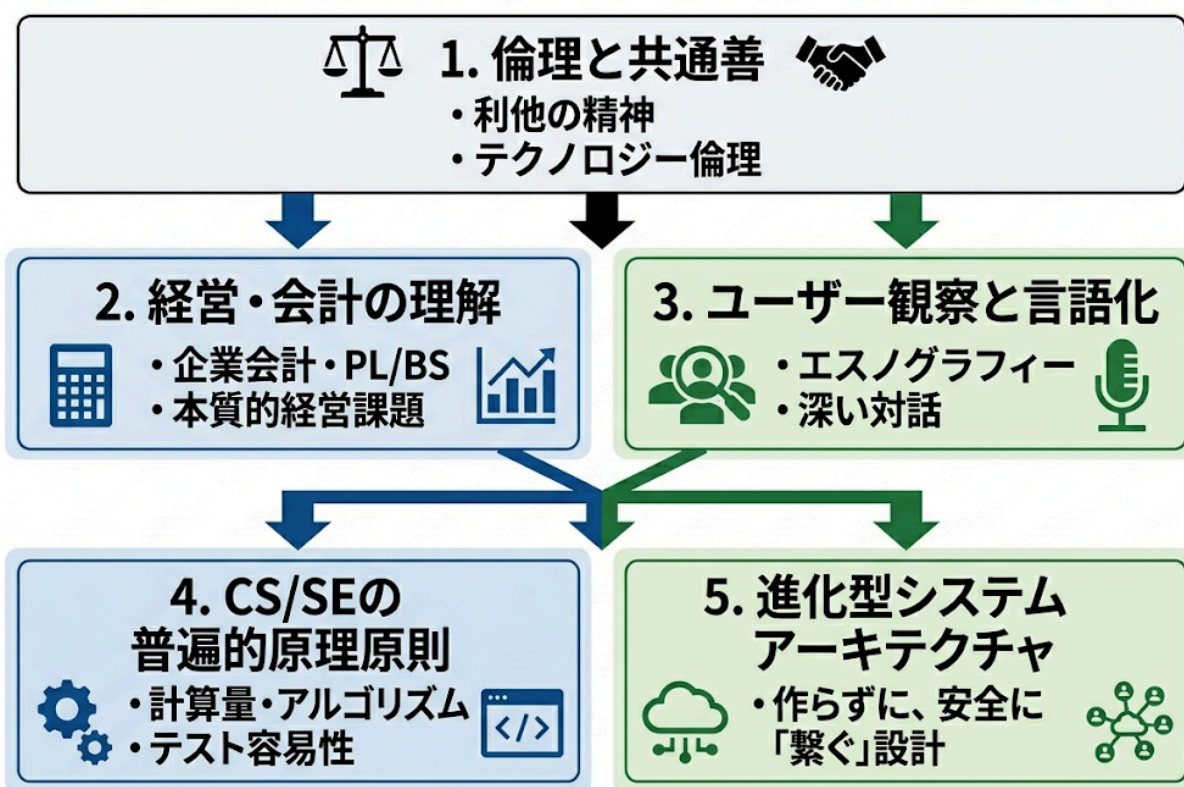 1. 倫理と共通善
・利他の精神
・テクノロジー倫理
2. 経営・会計の理解
・企業会計・PL/BS
・本質的経営課題
3. ユーザー観察と言語化
・エスノグラフィー
・深い対話
4. CS/SEの
普遍的原理原則
・計算量・アルゴリズム
・テスト容易性
</>
5. 進化型システム
アーキテクチャ
・作らずに、安全に
「繋ぐ」設計